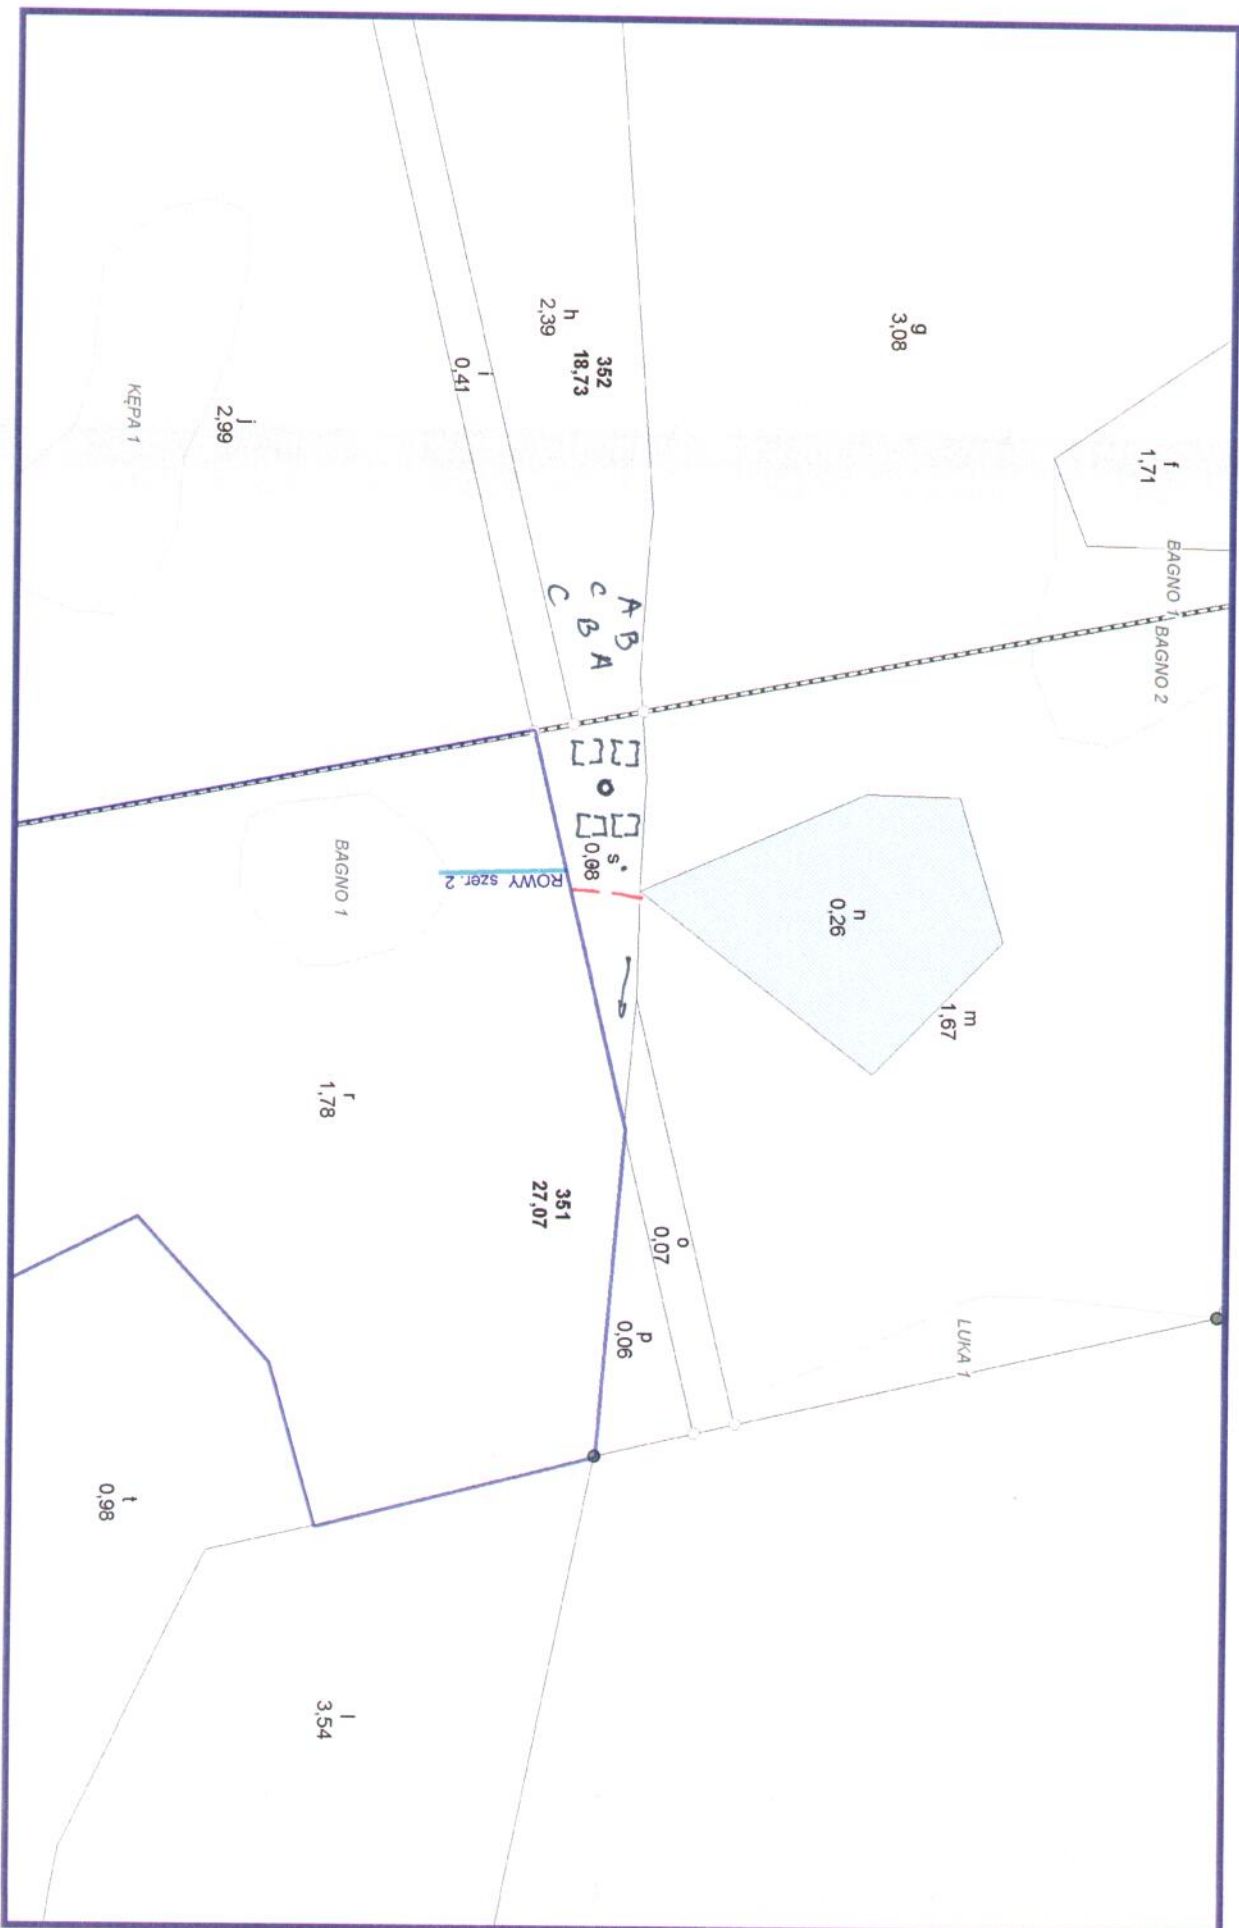 f
1,71
BAGNO 1
BAGNO 2
g
3,08
352
18,73
h
2,39
i
0,41
j
2,99
KĘPA 1
A B
C B A
C
n
0,26
m
1,67
s*
0,08
ROWY szer. 2
BAGNO 1
r
1,78
351
27,07
o
0,07
p
0,06
LUKA 1
t
0,98
l
3,54